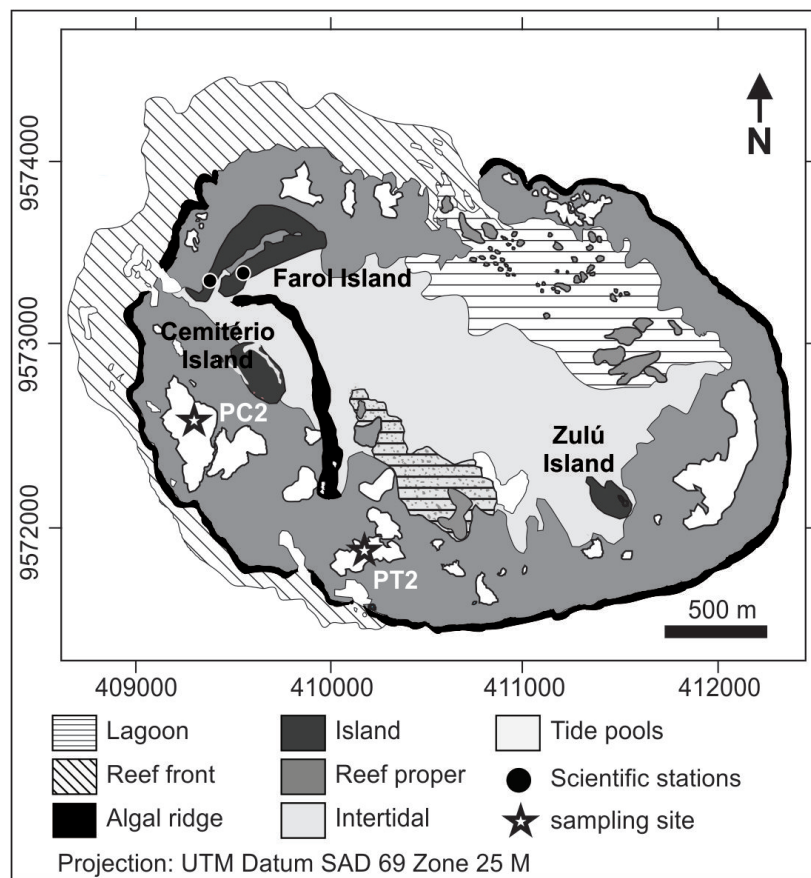 N
9574000
9573000
9572000
Farol Island
Cemitério
Island
PC2
Zulú
Island
PT2
500 m
409000
410000
411000
412000
Lagoon
Island
Tide pools
Reef front
Reef proper
Scientific stations
Algal ridge
Intertidal
sampling site
Projection: UTM Datum SAD 69 Zone 25 M